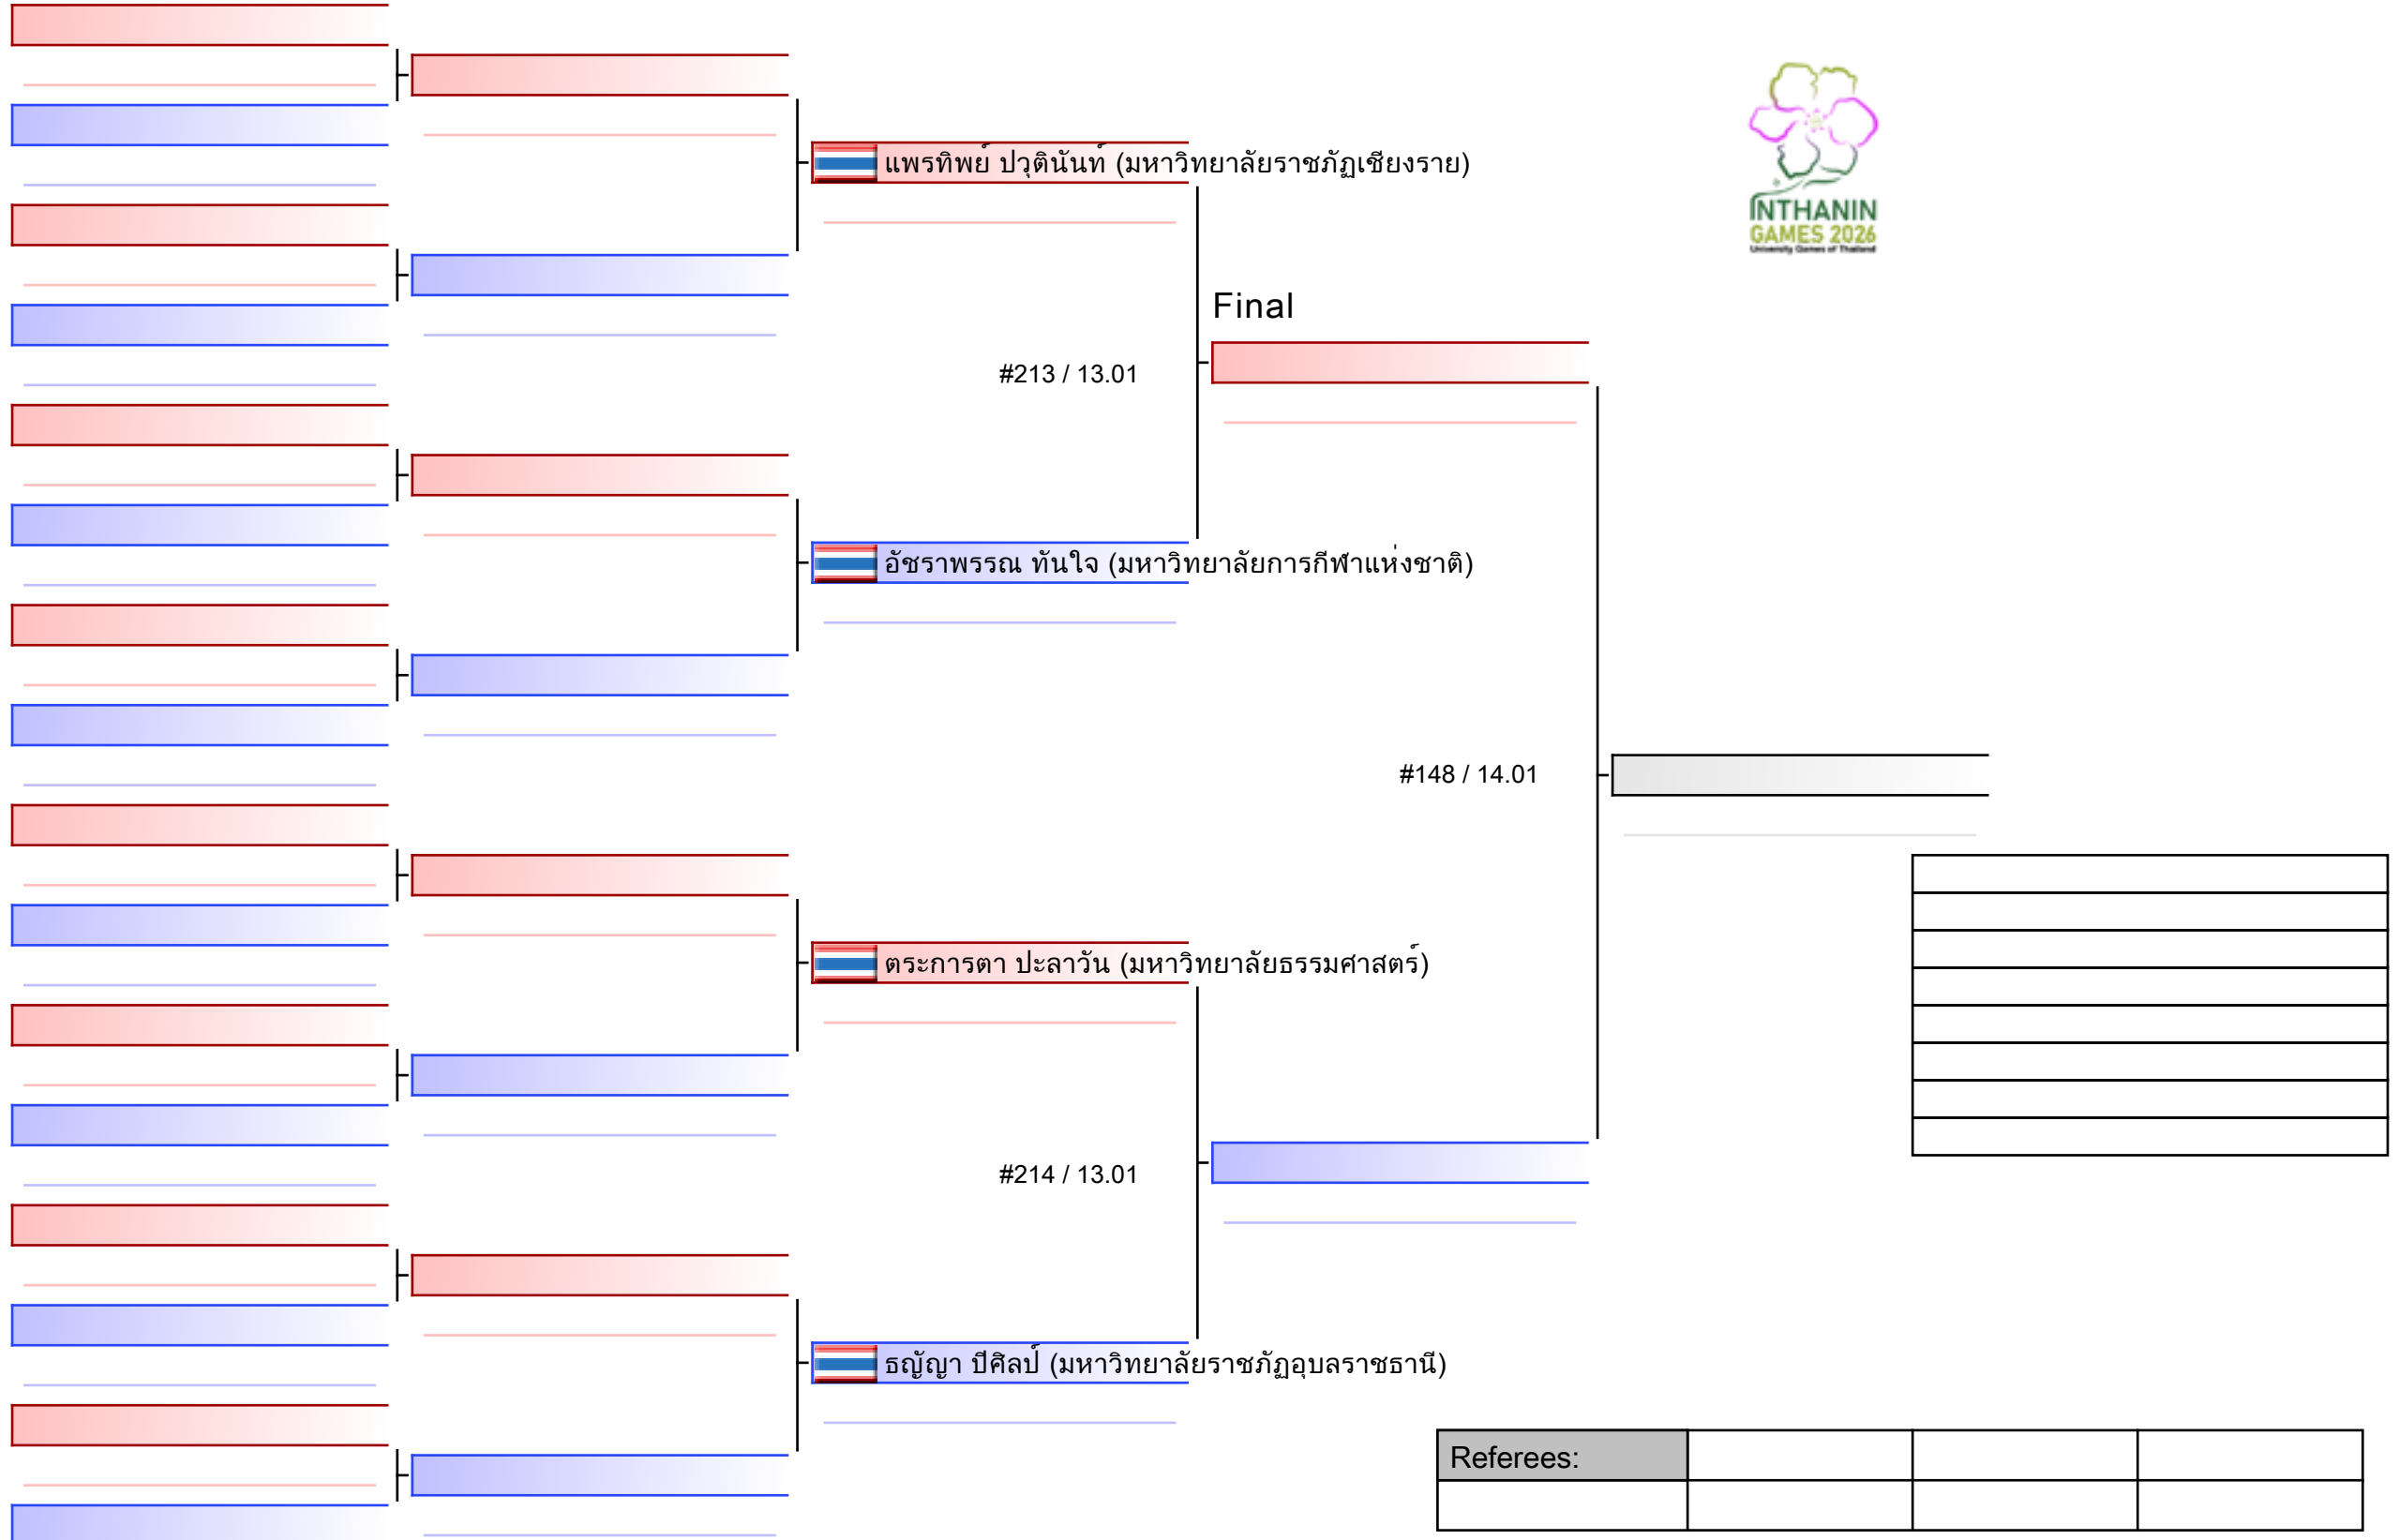 INTHANIN
GAMES 2026
University Games of Thailand
แพรทิพย์ ปวุตินันท์ (มหาวิทยาลัยราชภัฏเชียงราย)
Final
#213 / 13.01
อัชราพรรณ ทันใจ (มหาวิทยาลัยการกีฬาแห่งชาติ)
#148 / 14.01
ตระการตา ปะลาวัน (มหาวิทยาลัยธรรมศาสตร์)
#214 / 13.01
ธญัญา ปีศิลป์ (มหาวิทยาลัยราชภัฏอุบลราชธานี)
Referees: